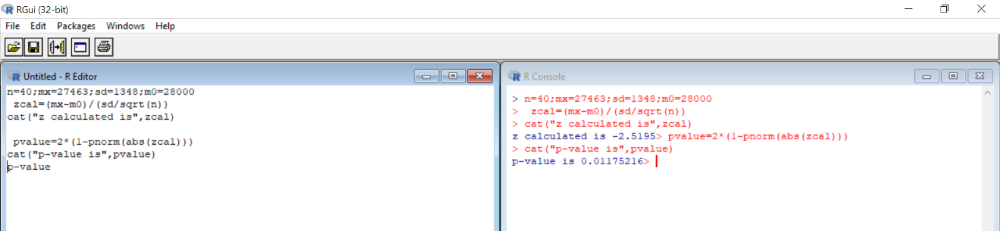 RGui (32-bit)
File Edit Packages Windows Help
Untitled - R Editor
n=40;mx=27463;sd=1348;m0=28000
 zcal=(mx-m0)/(sd/sqrt(n))
cat("z calculated is",zcal)
 pvalue=2*(1-pnorm(abs(zcal)))
cat("p-value is",pvalue)
p-value
R Console
> n=40;mx=27463;sd=1348;m0=28000
>  zcal=(mx-m0)/(sd/sqrt(n))
> cat("z calculated is",zcal)
z calculated is -2.5195> pvalue=2*(1-pnorm(abs(zcal)))
> cat("p-value is",pvalue)
p-value is 0.01175216>